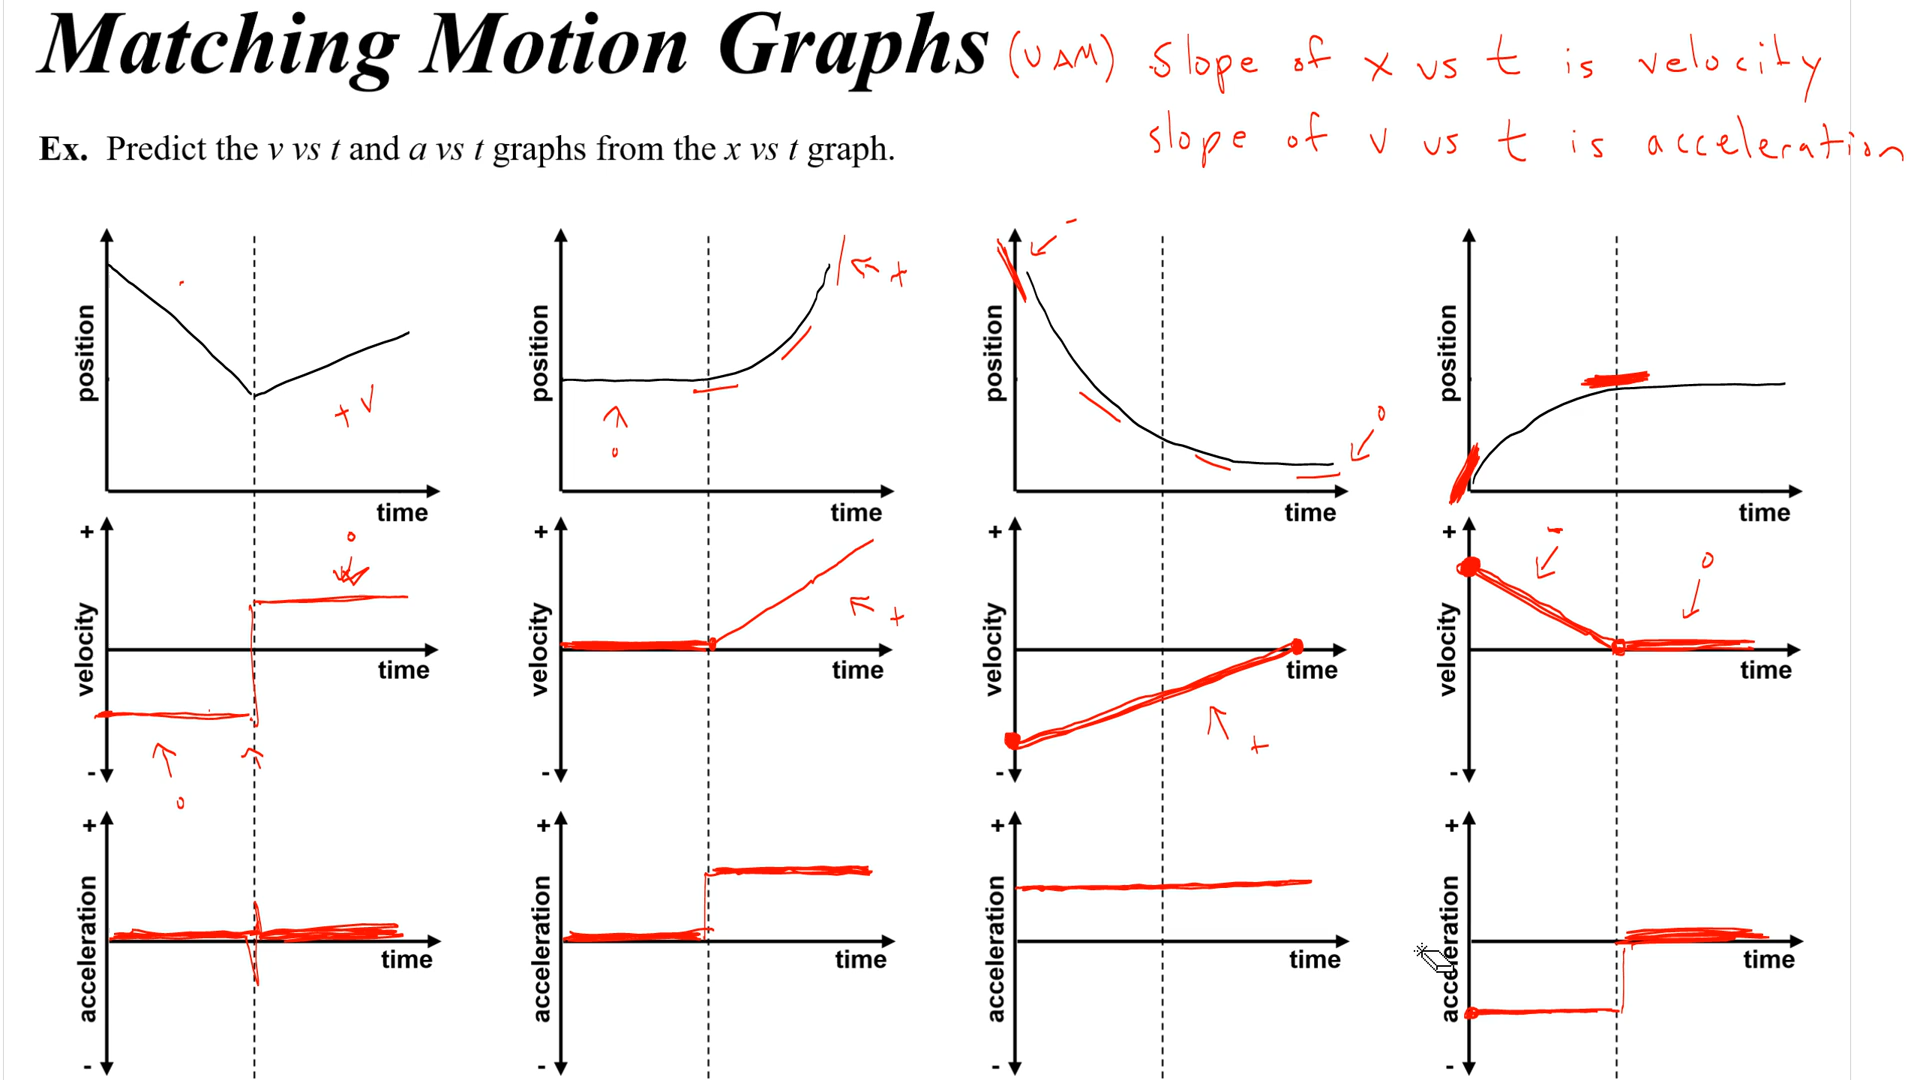 Matching Motion Graphs (UAM) Slope of x vs t is velocity
slope of v vs t is acceleration
Ex. Predict the v vs t and a vs t graphs from the x vs t graph.
-
+
position
position
position
position
+ V
0
0
time
time
time
time
+
+
+
+
0
-
0
+
velocity
velocity
velocity
velocity
time
time
time
time
+
-
-
-
-
0
+
+
+
+
acceleration
acceleration
acceleration
acceleration
time
time
time
time
-
-
-
-